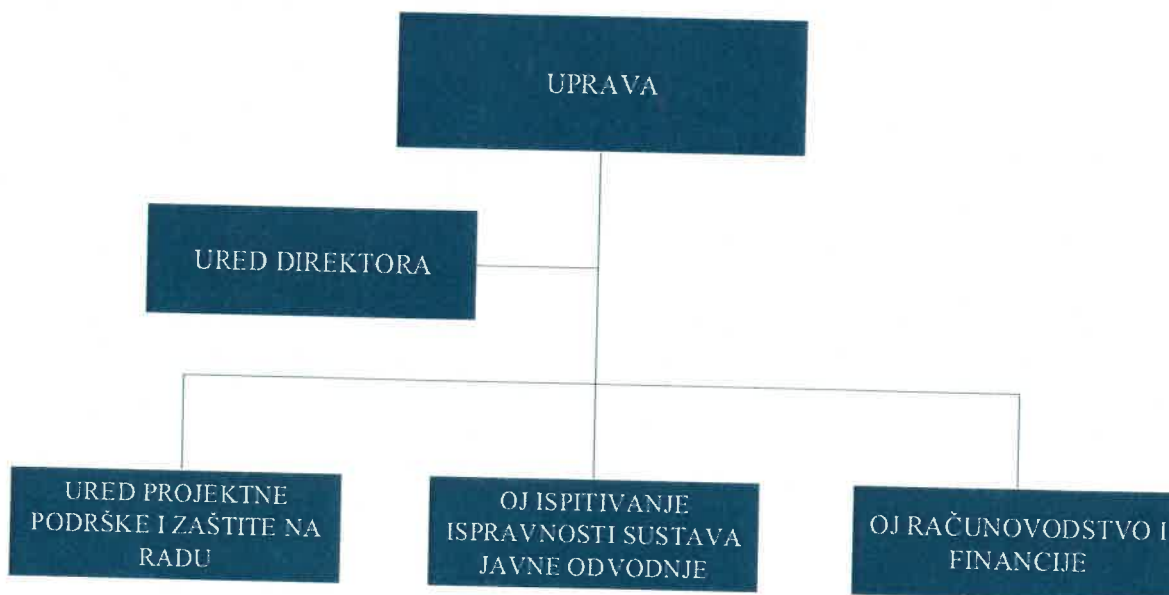 UPRAVA
URED DIREKTORA
URED PROJEKTNE
PODRŠKE I ZAŠTITE NA
RADU
OJ ISPITIVANJE
ISPRAVNOSTI SUSTAVA
JAVNE ODVODNJE
OJ RAČUNOVODSTVO I
FINANCIJE